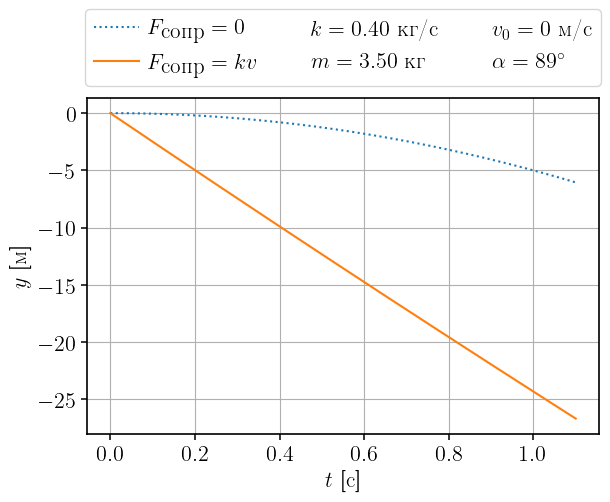 F_сопр = 0 k = 0.40 кг/с v₀ = 0 м/с
F_сопр = kv m = 3.50 кг α = 89°
0
−5
−10
−15
−20
−25
y [м]
0.0 0.2 0.4 0.6 0.8 1.0
t [с]